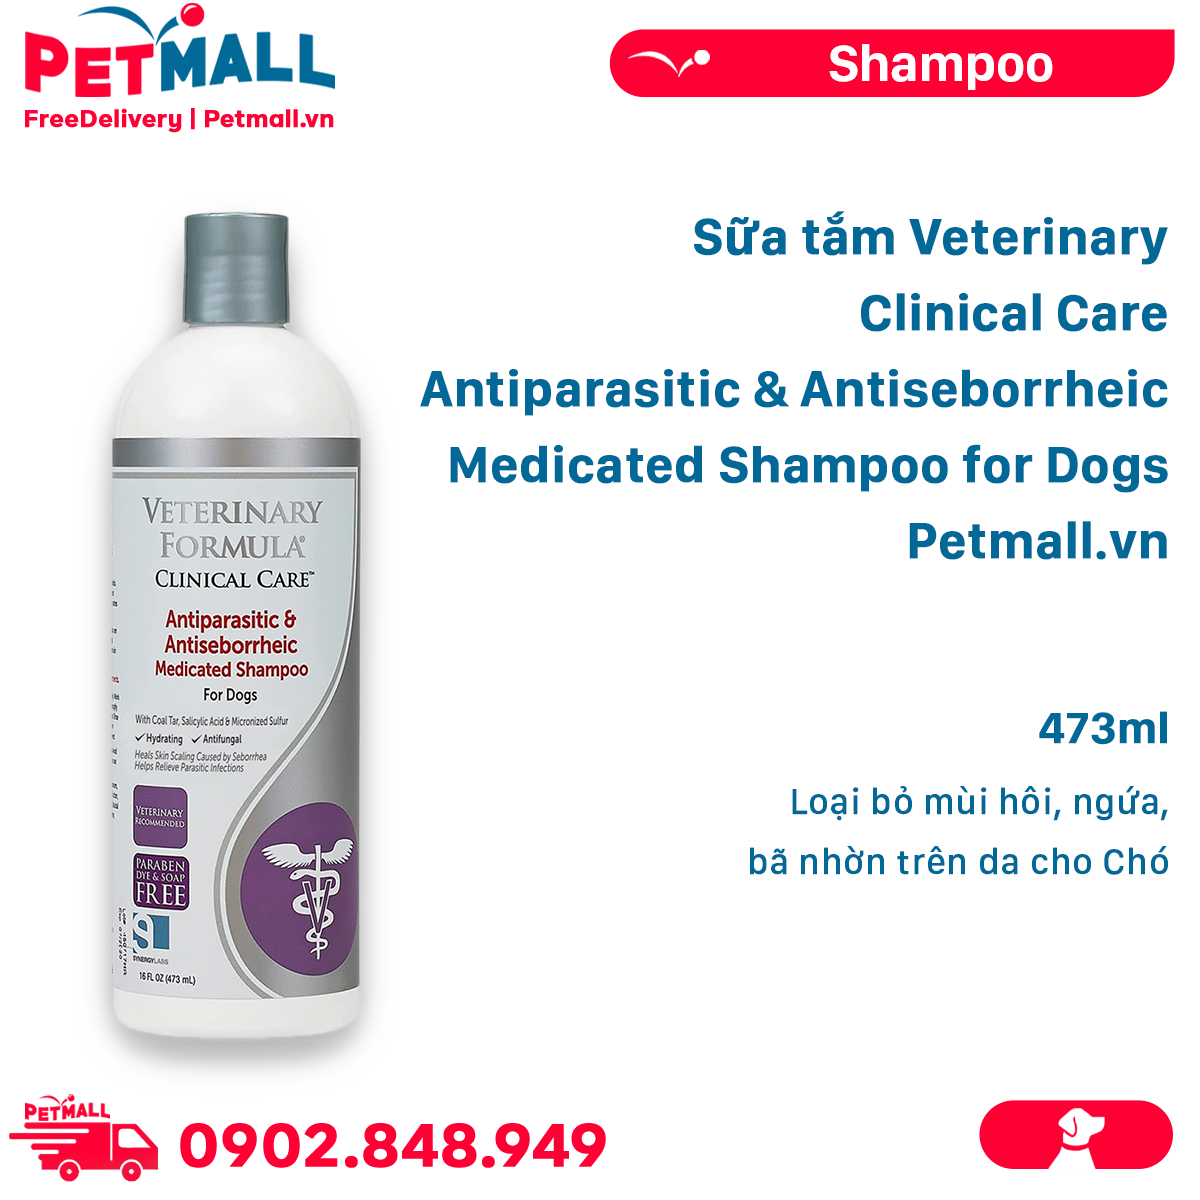 PETMALL
FreeDelivery | Petmall.vn
Shampoo
Sữa tắm Veterinary
Clinical Care
Antiparasitic & Antiseborrheic
Medicated Shampoo for Dogs
Petmall.vn
473ml
Loại bỏ mùi hôi, ngứa,
bã nhờn trên da cho Chó
VETERINARY
FORMULA®
CLINICAL CARE™
Antiparasitic &
Antiseborrheic
Medicated Shampoo
For Dogs
With Coal Tar, Salicylic Acid & Micronized Sulfur
✓ Hydrating ✓ Antifungal
Heals Skin Scaling Caused by Seborrhea
Helps Relieve Parasitic Infections
VETERINARY
RECOMMENDED
PARABEN
DYE & SOAP
FREE
SYNERGYLABS
16 FL OZ (473 mL)
PETMALL
0902.848.949